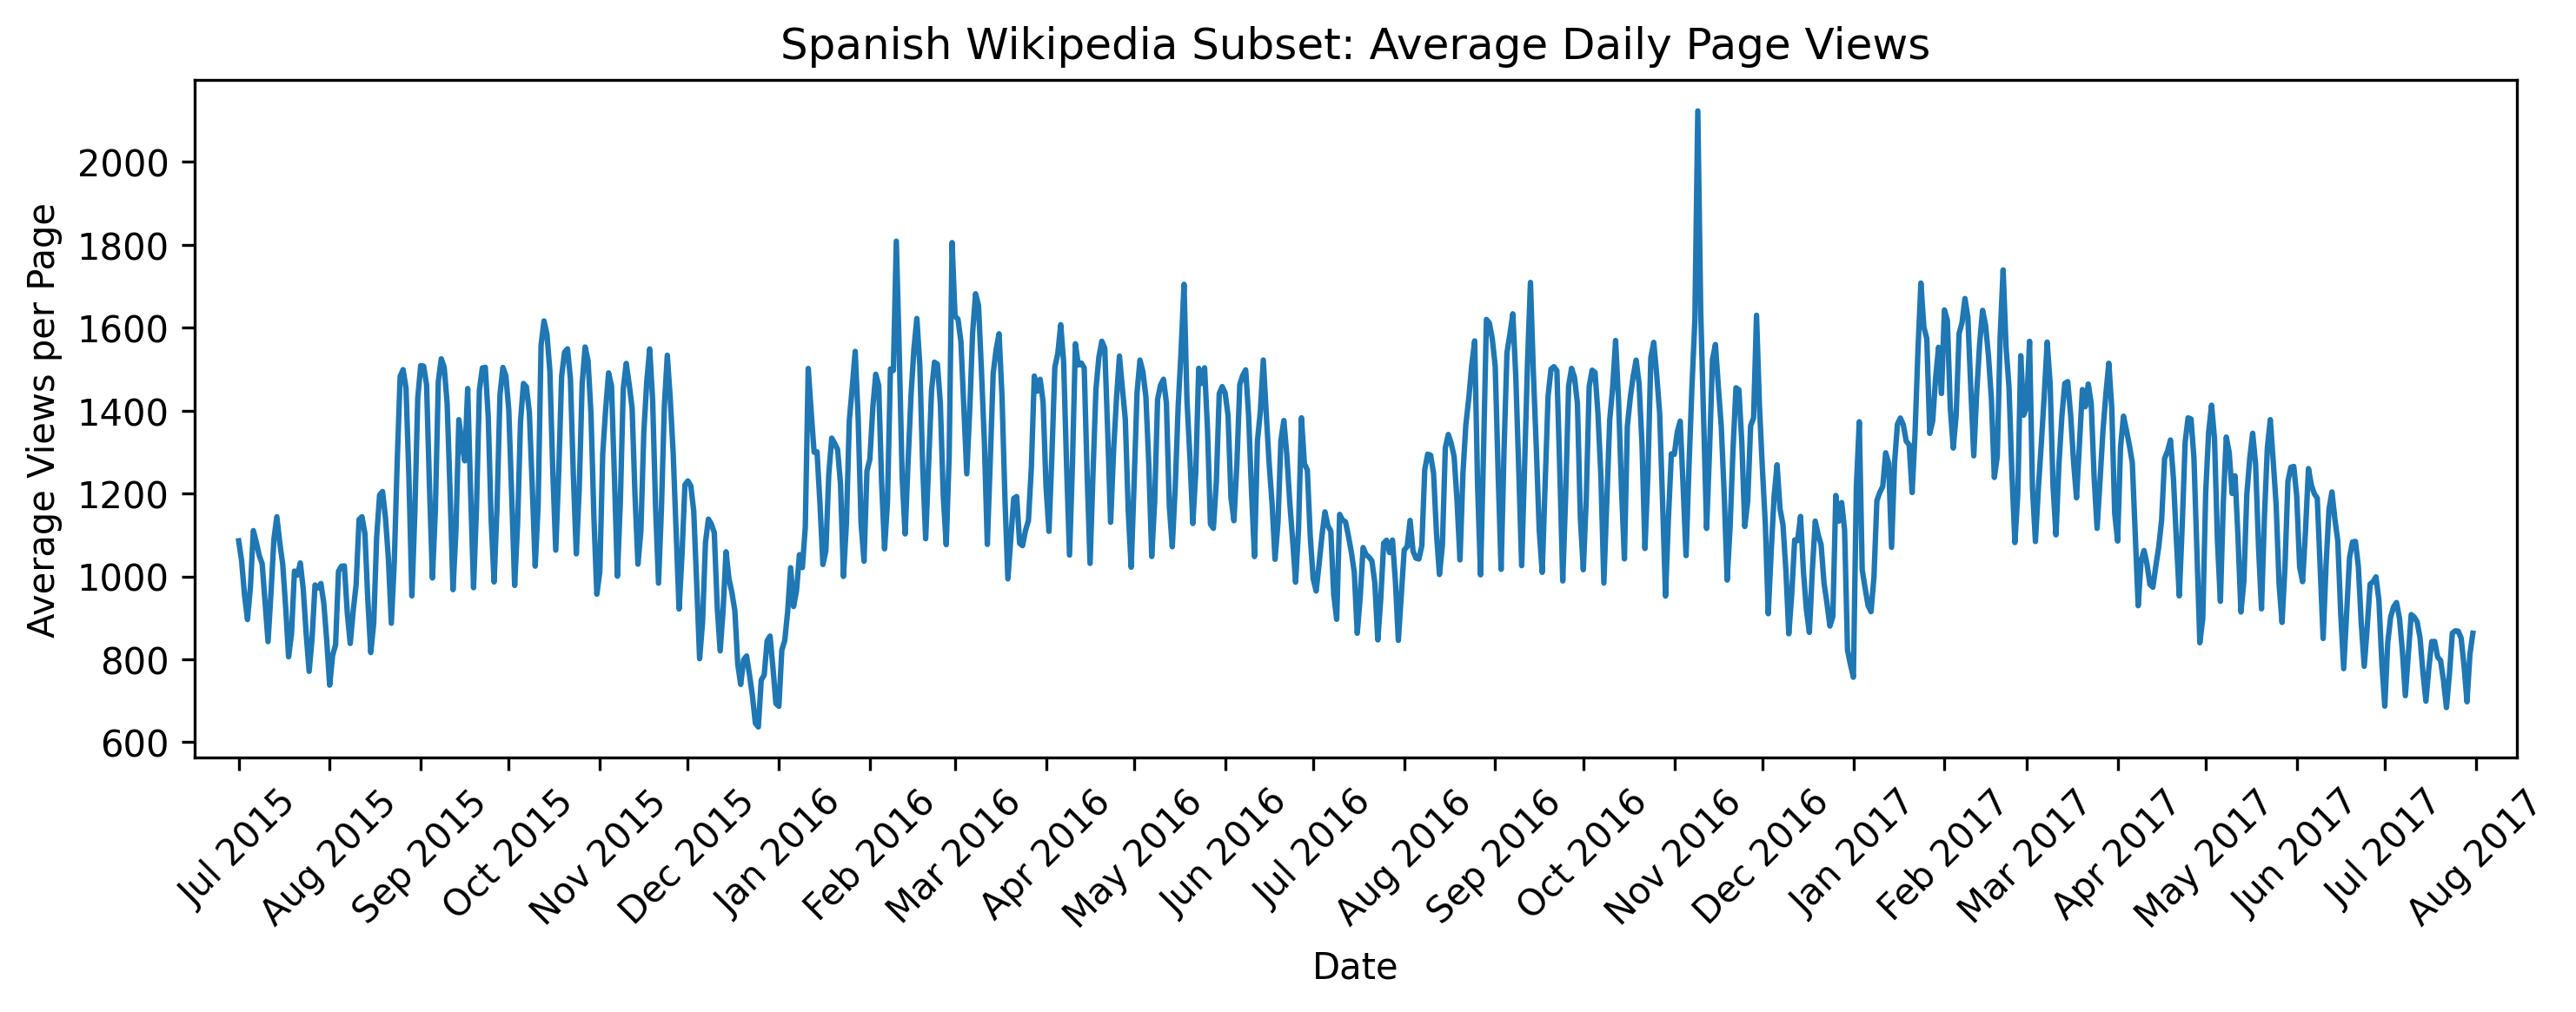 Spanish Wikipedia Subset: Average Daily Page Views
Average Views per Page
2000
1800
1600
1400
1200
1000
800
600
Jul 2015
Aug 2015
Sep 2015
Oct 2015
Nov 2015
Dec 2015
Jan 2016
Feb 2016
Mar 2016
Apr 2016
May 2016
Jun 2016
Jul 2016
Aug 2016
Sep 2016
Oct 2016
Nov 2016
Dec 2016
Jan 2017
Feb 2017
Mar 2017
Apr 2017
May 2017
Jun 2017
Jul 2017
Aug 2017
Date